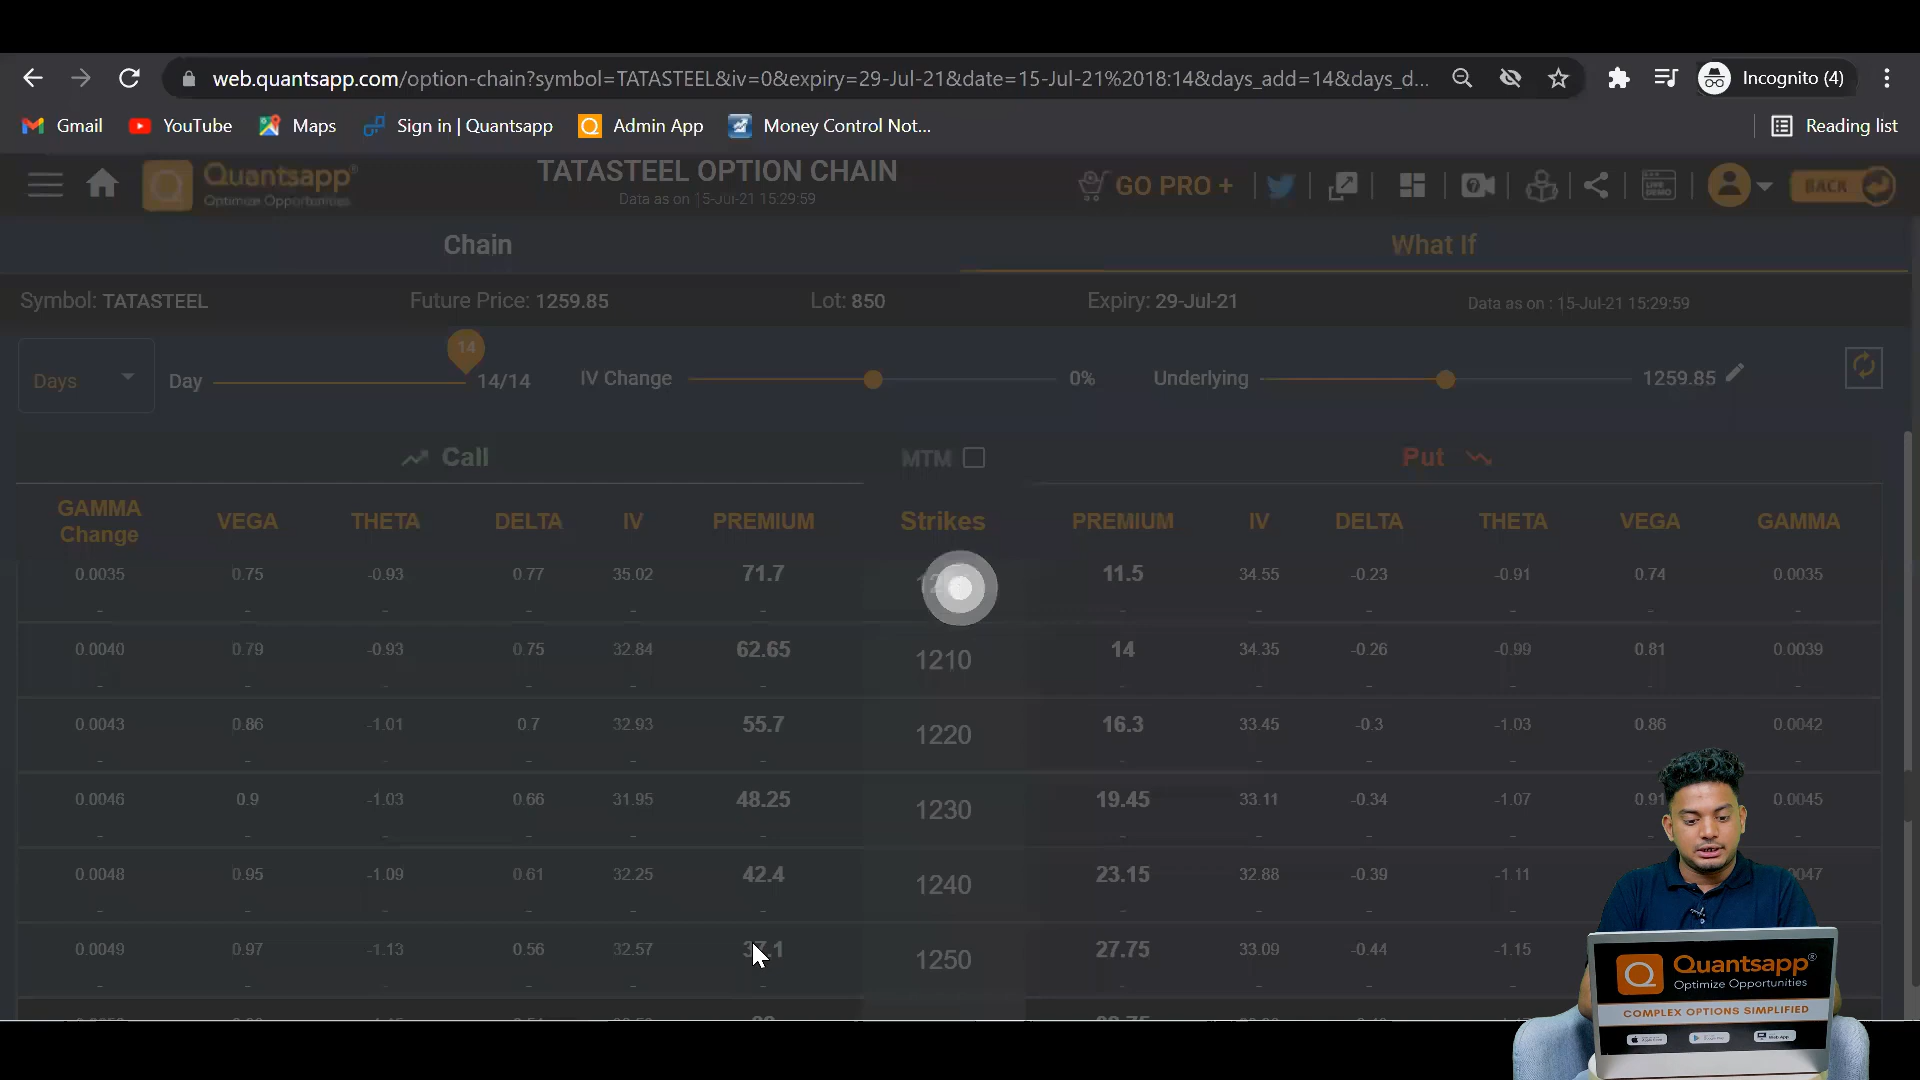 web.quantsapp.com/option-chain?symbol=TATASTEEL&iv=0&expiry=29-Jul-21&date=15-Jul-21%2018:14&days_add=14&days_d... Incognito (4)
Gmail YouTube Maps Sign in | Quantsapp Admin App Money Control Not... Reading list
Quantsapp® TATASTEEL OPTION CHAIN GO PRO + LIVE DEMO BACK
Optimize Opportunities Data as on 15-Jul-21 15:29:59
Chain What If
Symbol: TATASTEEL Future Price: 1259.85 Lot: 850 Expiry: 29-Jul-21 Data as on : 15-Jul-21 15:29:59
14
Days Day 14/14 IV Change 0% Underlying 1259.85
Call MTM Put
GAMMA Change VEGA THETA DELTA IV PREMIUM Strikes PREMIUM IV DELTA THETA VEGA GAMMA
0.0035 0.75 -0.93 0.77 35.02 71.7 11.5 34.55 -0.23 -0.91 0.74 0.0035
- - - - - - - - - - - -
0.0040 0.79 -0.93 0.75 32.84 62.65 1210 14 34.35 -0.26 -0.99 0.81 0.0039
- - - - - - - - - - - -
0.0043 0.86 -1.01 0.7 32.93 55.7 1220 16.3 33.45 -0.3 -1.03 0.86 0.0042
- - - - - - - - - - -
0.0046 0.9 -1.03 0.66 31.95 48.25 1230 19.45 33.11 -0.34 -1.07 0.91 0.0045
- - - - - - - - - -
0.0048 0.95 -1.09 0.61 32.25 42.4 1240 23.15 32.88 -0.39 -1.11
- - - - - - - - - -
0.0049 0.97 -1.13 0.56 32.57 1250 27.75 33.09 -0.44 -1.15
- - - - - - - - - -
Quantsapp®
Optimize Opportunities
COMPLEX OPTIONS SIMPLIFIED